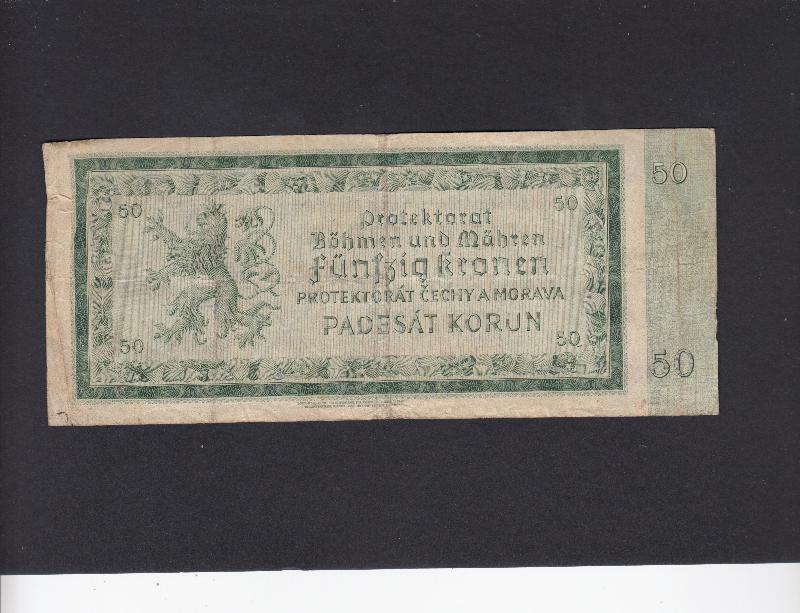 50
50
50
Protektorat
Böhmen und Mähren
Fünfzig Kronen
PROTEKTORÁT ČECHY A MORAVA
PADESÁT KORUN
50
50
50